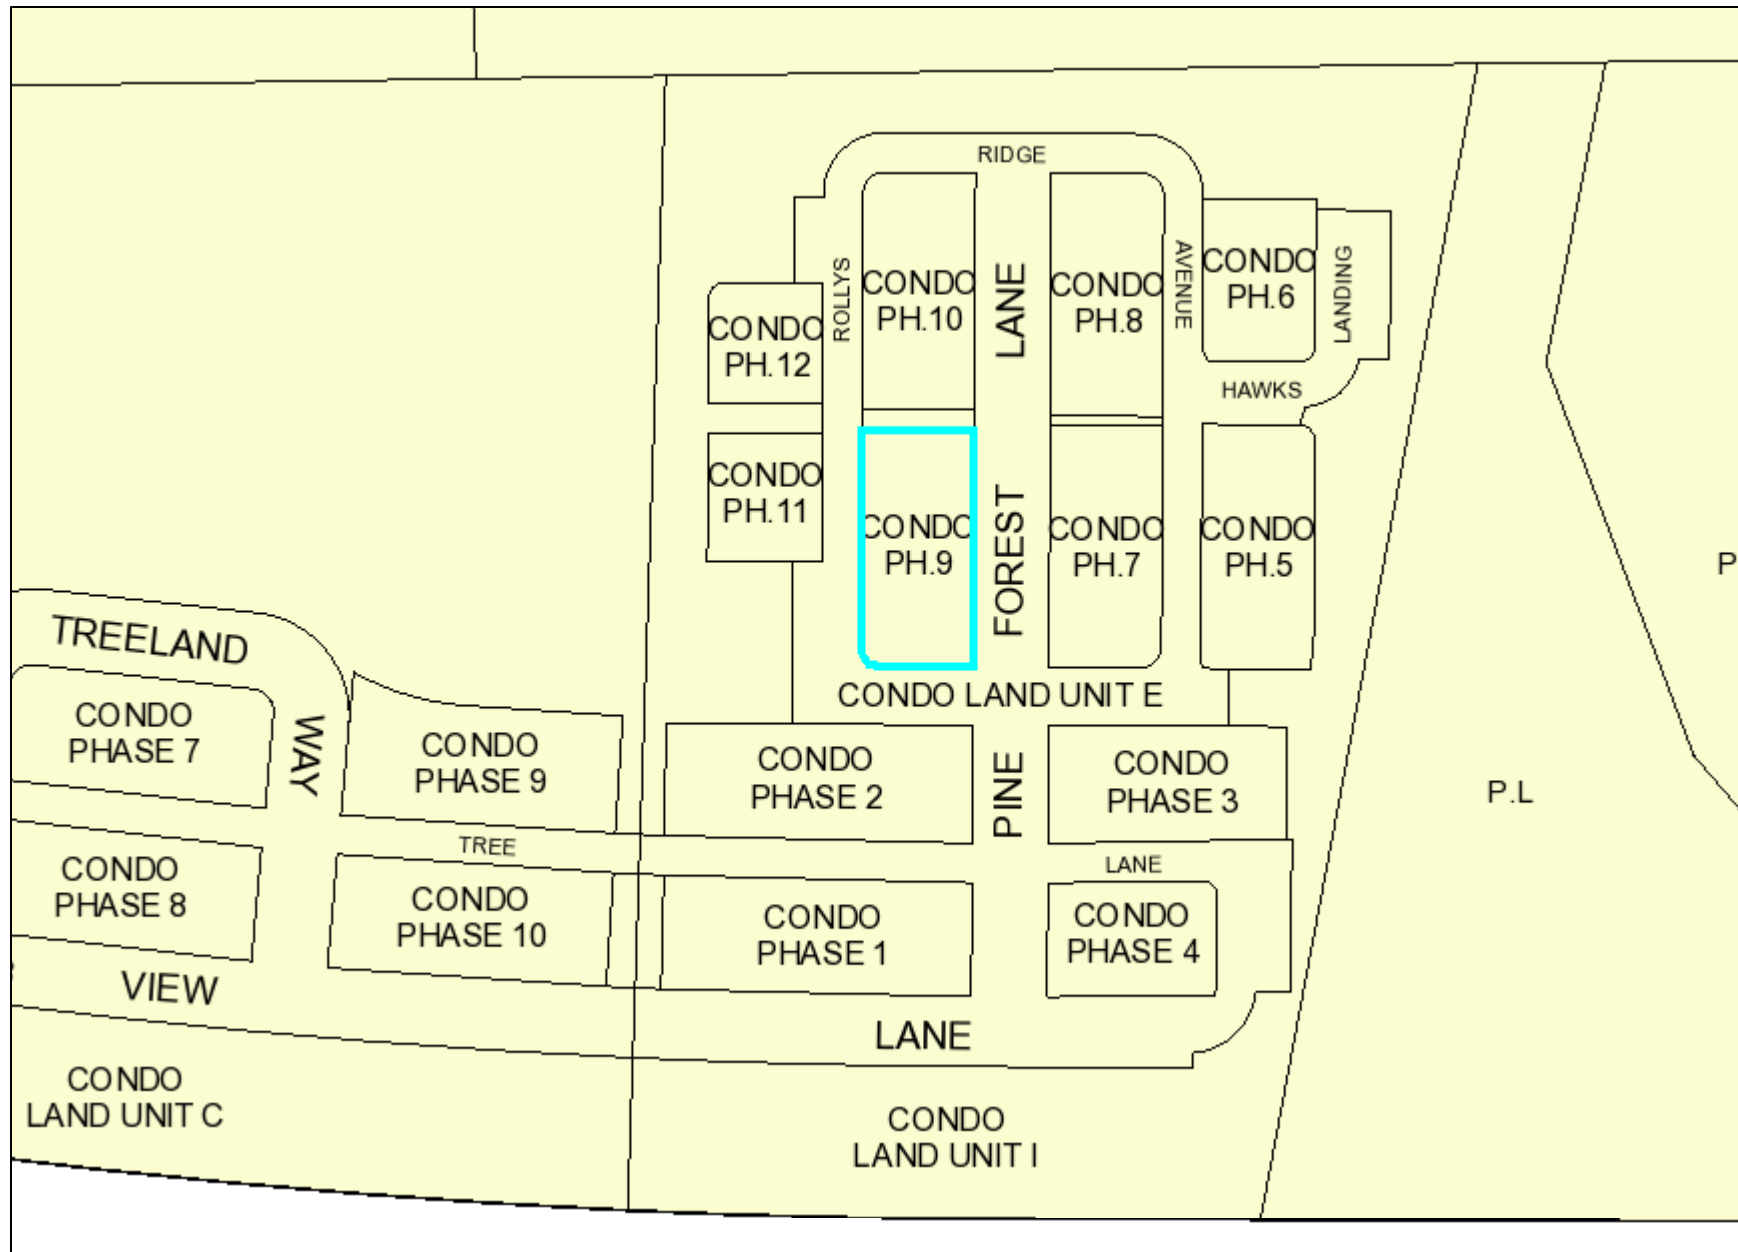 RIDGE
ROLLYS
CONDO
PH.10
LANE
CONDO
PH.8
AVENUE
CONDO
PH.6
LANDING
CONDO
PH.12
HAWKS
CONDO
PH.11
CONDO
PH.9
FOREST
CONDO
PH.7
CONDO
PH.5
P
TREELAND
CONDO LAND UNIT E
CONDO
PHASE 7
WAY
CONDO
PHASE 9
CONDO
PHASE 2
PINE
CONDO
PHASE 3
P.L
TREE
LANE
CONDO
PHASE 8
CONDO
PHASE 10
CONDO
PHASE 1
CONDO
PHASE 4
VIEW
LANE
CONDO
LAND UNIT C
CONDO
LAND UNIT I